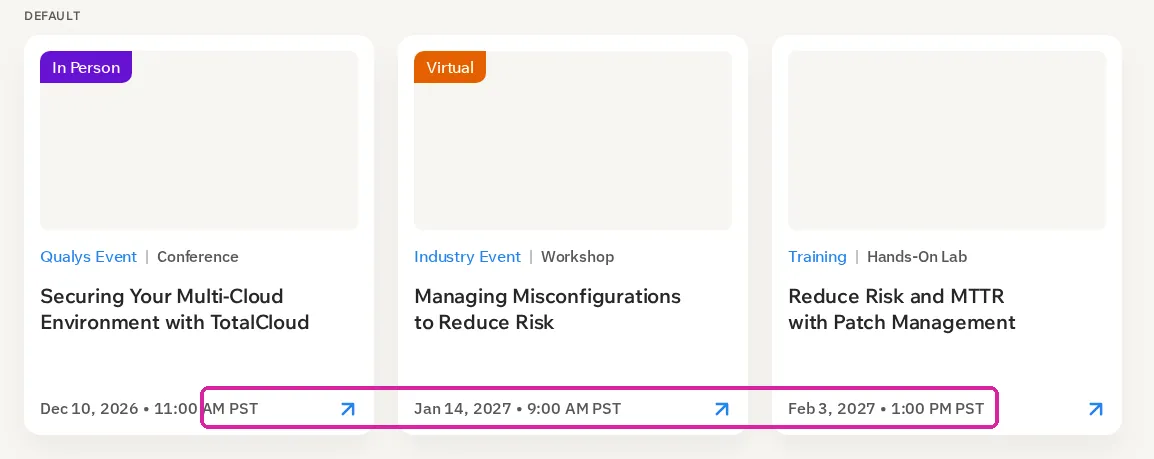 DEFAULT
In Person
Qualys Event | Conference
Securing Your Multi-Cloud
Environment with TotalCloud
Dec 10, 2026 • 11:00 AM PST
Virtual
Industry Event | Workshop
Managing Misconfigurations
to Reduce Risk
Jan 14, 2027 • 9:00 AM PST
Training | Hands-On Lab
Reduce Risk and MTTR
with Patch Management
Feb 3, 2027 • 1:00 PM PST